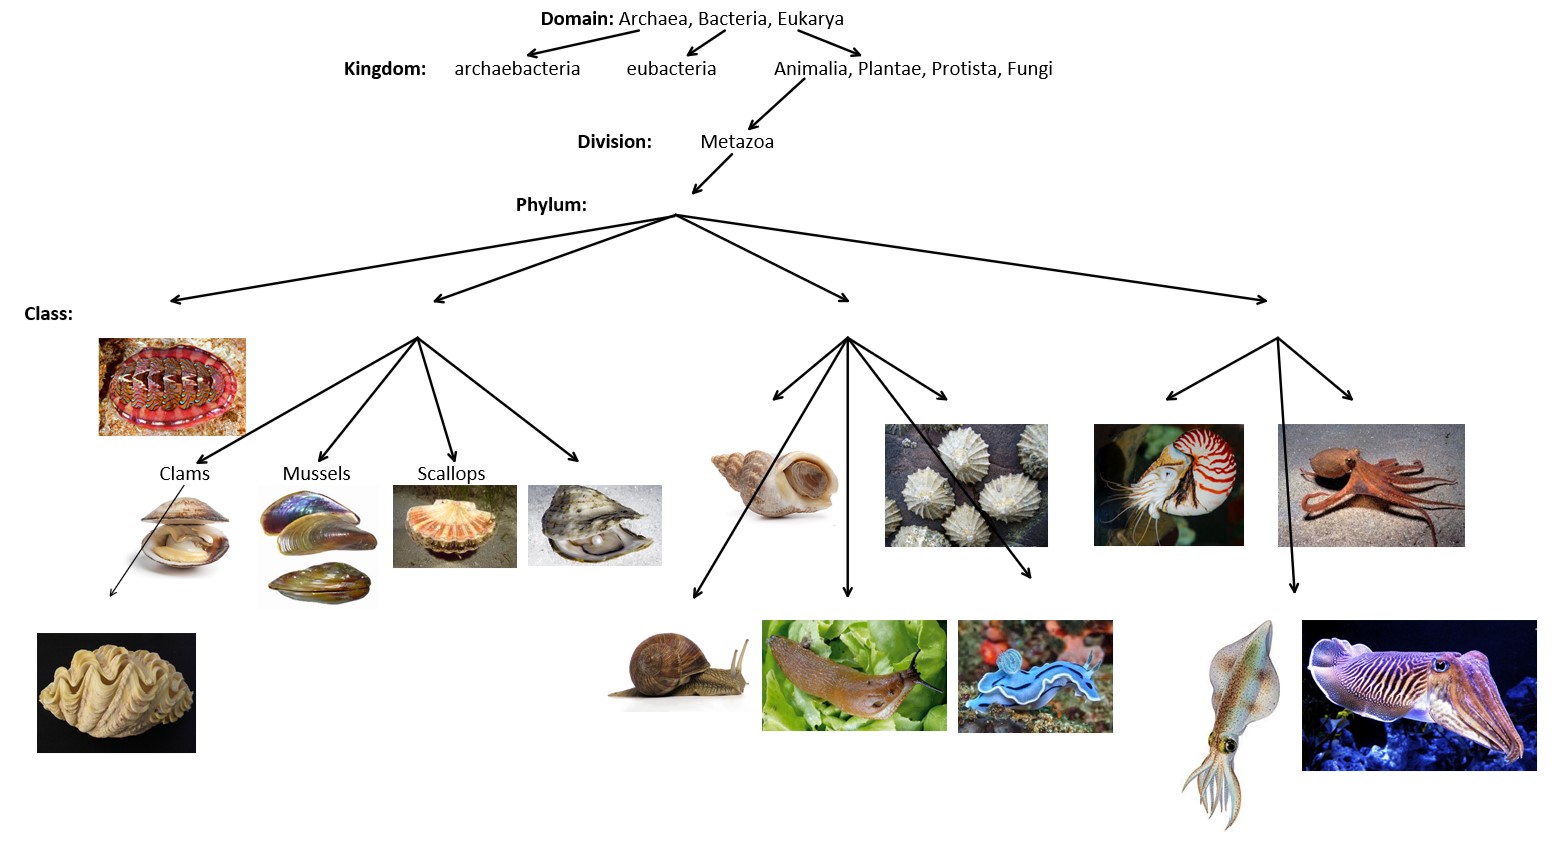 Domain: Archaea, Bacteria, Eukarya
Kingdom: archaebacteria eubacteria Animalia, Plantae, Protista, Fungi
Division: Metazoa
Phylum:
Class:
Clams Mussels Scallops